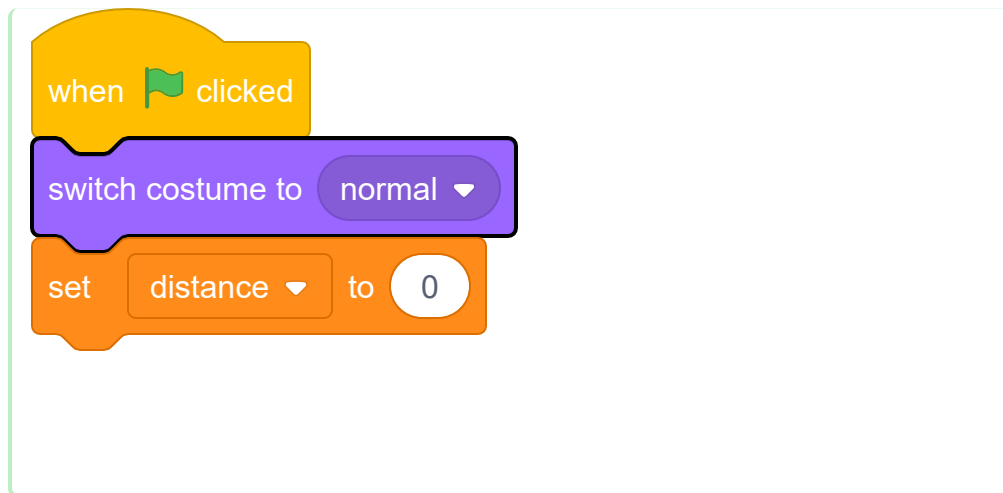 when clicked
switch costume to normal
set distance to 0